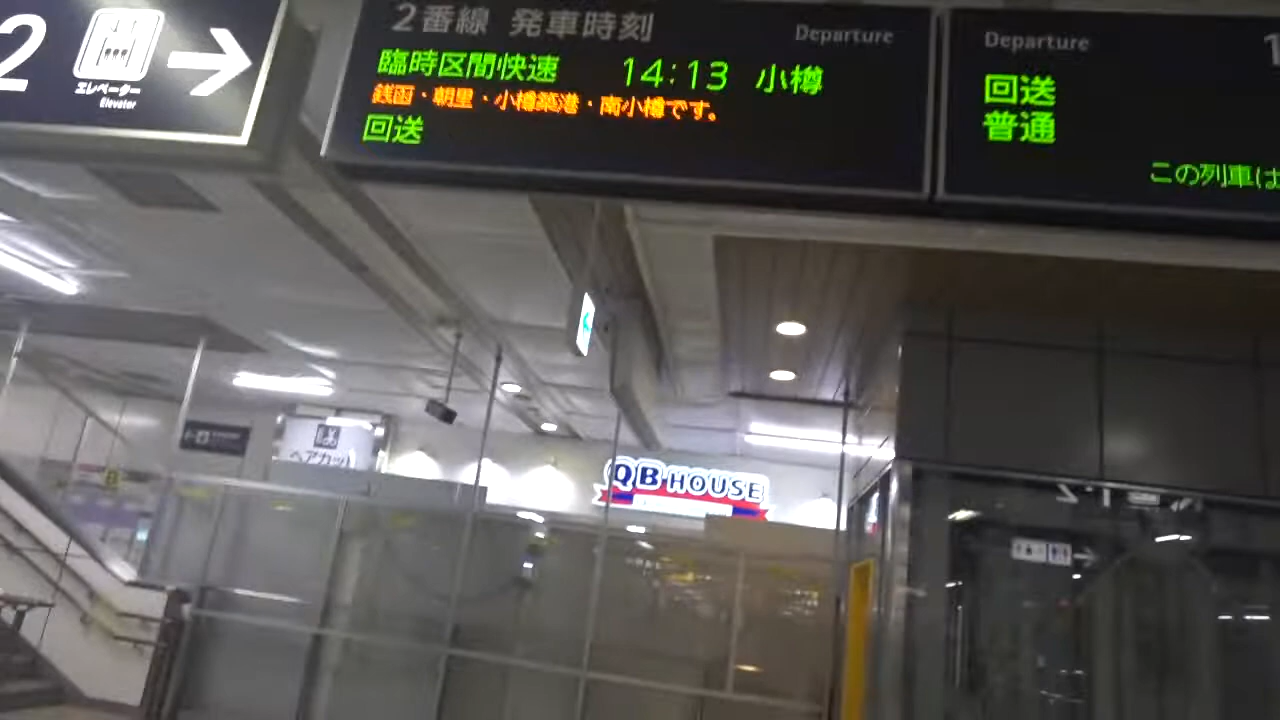 2
エレベーター
Elevator
2番線 発車時刻 Departure
臨時区間快速 14:13 小樽
銭函・朝里・小樽築港・南小樽です。
回送
Departure 1
回送
普通
この列車は
ヘアカット
QB HOUSE